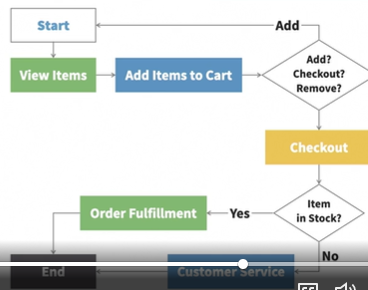 Start
Add
View Items
Add Items to Cart
Add?
Checkout?
Remove?
Checkout
Order Fulfillment
Yes
Item
in Stock?
No
End
Customer Service
CC